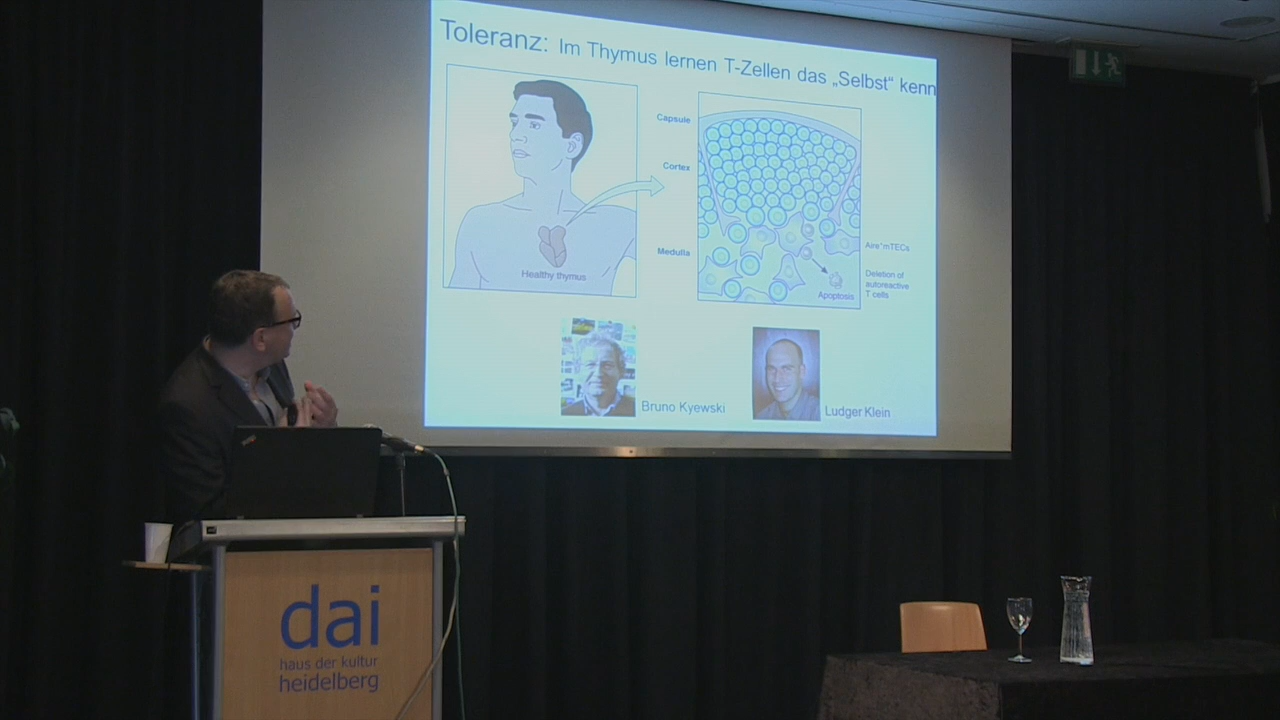 Toleranz: Im Thymus lernen T-Zellen das „Selbst“ kenn
Capsule
Cortex
Medulla
Healthy thymus
Aire+mTECs
Deletion of
autoreactive
T cells
Apoptosis
Bruno Kyewski
Ludger Klein
dai
haus der kultur
heidelberg